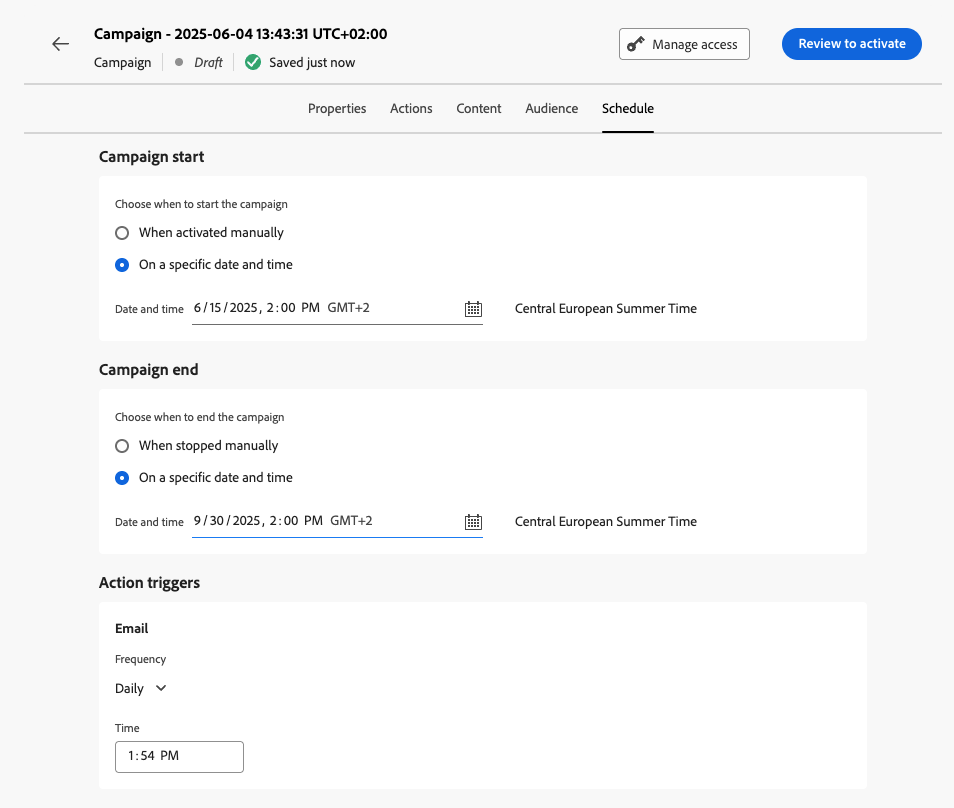 Campaign - 2025-06-04 13:43:31 UTC+02:00
Campaign Draft Saved just now
Manage access
Review to activate
Properties Actions Content Audience Schedule
Campaign start
Choose when to start the campaign
When activated manually
On a specific date and time
Date and time 6/15/2025, 2:00 PM GMT+2 Central European Summer Time
Campaign end
Choose when to end the campaign
When stopped manually
On a specific date and time
Date and time 9/30/2025, 2:00 PM GMT+2 Central European Summer Time
Action triggers
Email
Frequency
Daily
Time
1:54 PM